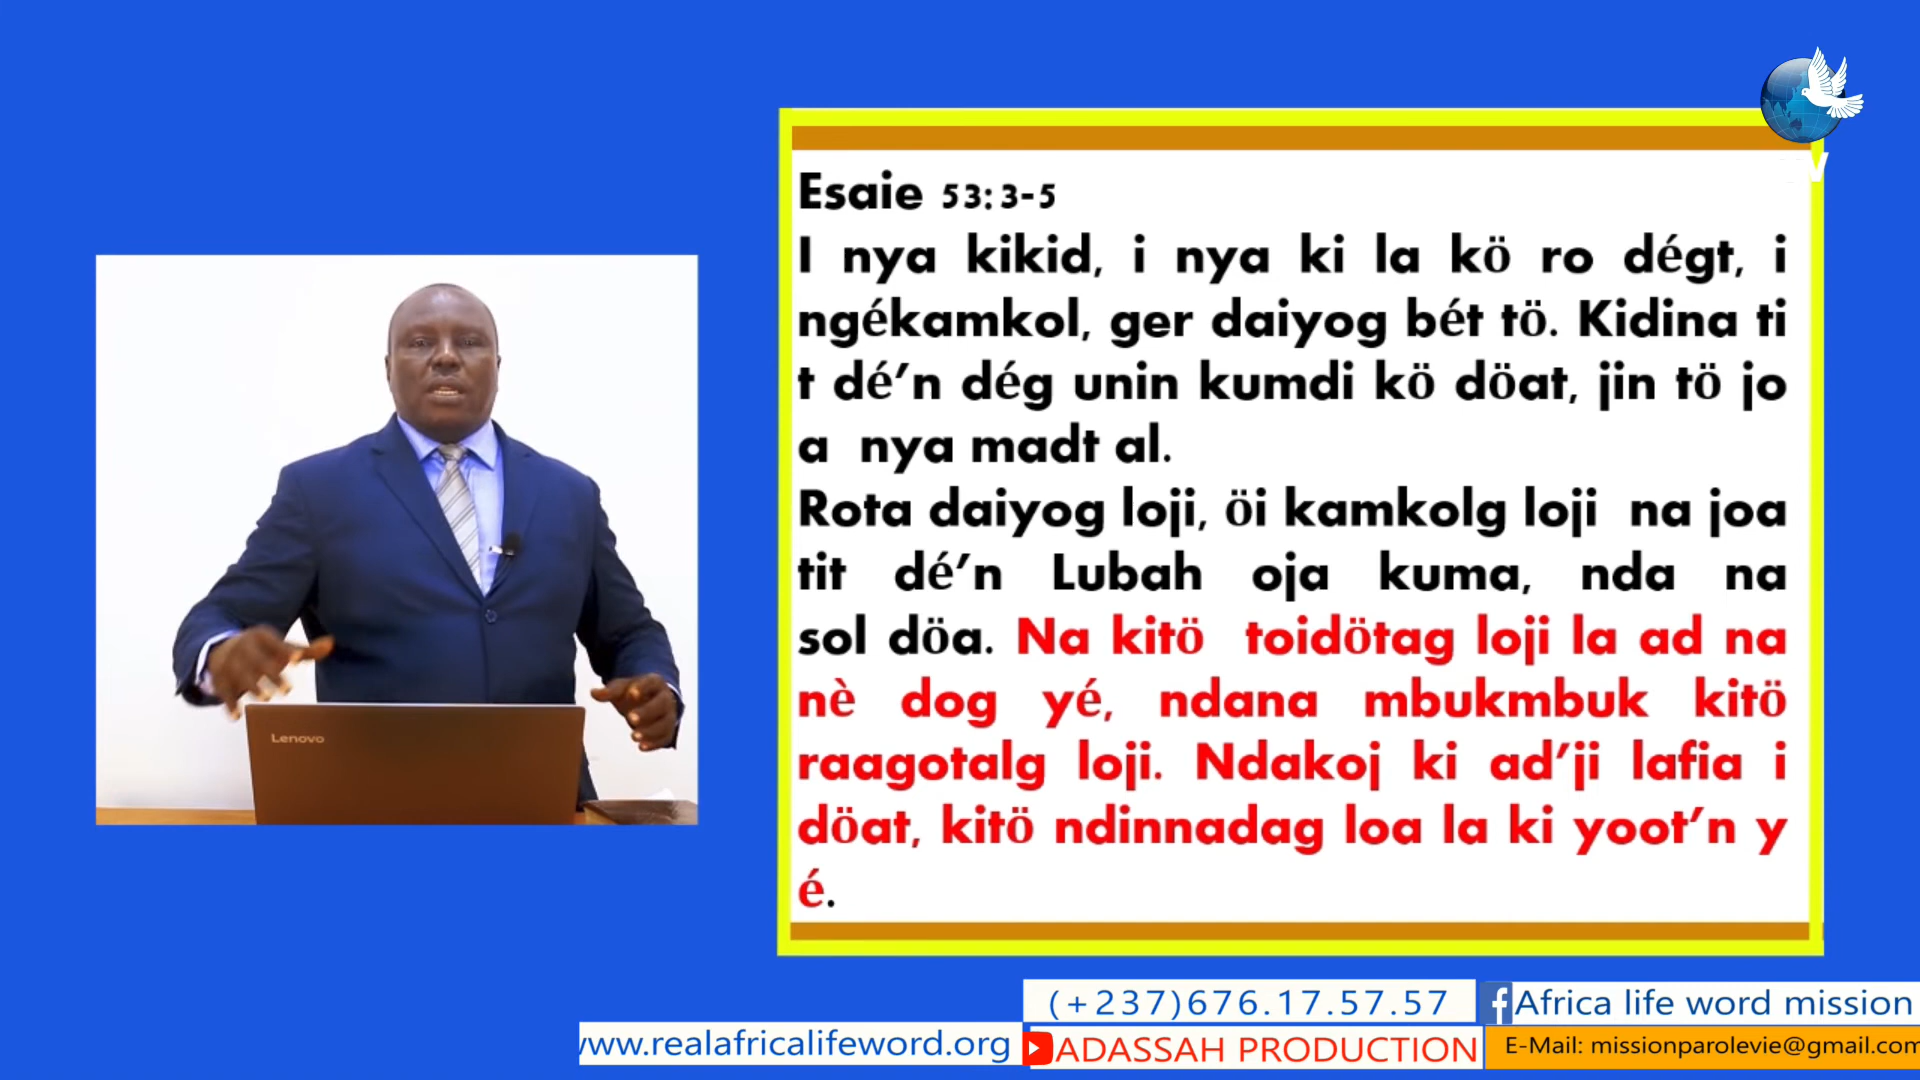 Esaie 53:3-5
I nya kikid, i nya ki la kö ro dégt, i
ngékamkol, ger daiyog bét tö. Kidina ti
t dé’n dég unin kumdi kö döat, jin tö jo
a nya madt al.
Rota daiyog loji, öi kamkolg loji na joa
tit dé’n Lubah oja kuma, nda na
sol döa. Na kitö toidötag loji la ad na
nè dog yé, ndana mbukmbuk kitö
raagotalg loji. Ndakoj ki ad’ji lafia i
döat, kitö ndinnadag loa la ki yoot’n y
é.
Lenovo
(+237)676.17.57.57
Africa life word mission
www.realafricalifeword.org
ADASSAH PRODUCTION
E-Mail: missionparolevie@gmail.com